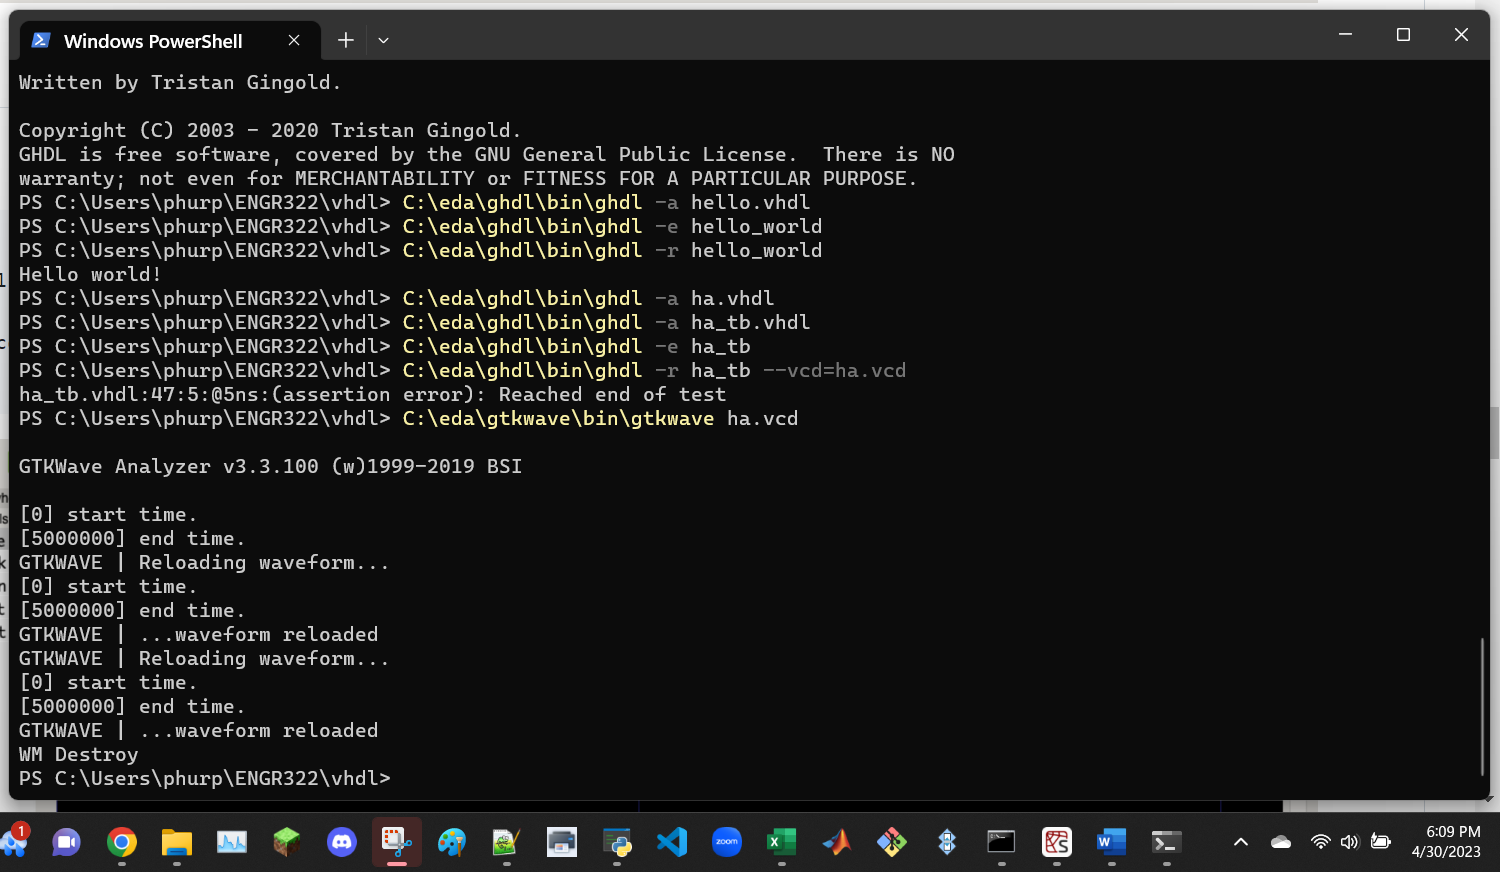 Windows PowerShell
Written by Tristan Gingold.
Copyright (C) 2003 - 2020 Tristan Gingold.
GHDL is free software, covered by the GNU General Public License.  There is NO
warranty; not even for MERCHANTABILITY or FITNESS FOR A PARTICULAR PURPOSE.
PS C:\Users\phurp\ENGR322\vhdl> C:\eda\ghdl\bin\ghdl -a hello.vhdl
PS C:\Users\phurp\ENGR322\vhdl> C:\eda\ghdl\bin\ghdl -e hello_world
PS C:\Users\phurp\ENGR322\vhdl> C:\eda\ghdl\bin\ghdl -r hello_world
Hello world!
PS C:\Users\phurp\ENGR322\vhdl> C:\eda\ghdl\bin\ghdl -a ha.vhdl
PS C:\Users\phurp\ENGR322\vhdl> C:\eda\ghdl\bin\ghdl -a ha_tb.vhdl
PS C:\Users\phurp\ENGR322\vhdl> C:\eda\ghdl\bin\ghdl -e ha_tb
PS C:\Users\phurp\ENGR322\vhdl> C:\eda\ghdl\bin\ghdl -r ha_tb --vcd=ha.vcd
ha_tb.vhdl:47:5:@5ns:(assertion error): Reached end of test
PS C:\Users\phurp\ENGR322\vhdl> C:\eda\gtkwave\bin\gtkwave ha.vcd
GTKWave Analyzer v3.3.100 (w)1999-2019 BSI
[0] start time.
[5000000] end time.
GTKWAVE | Reloading waveform...
[0] start time.
[5000000] end time.
GTKWAVE | ...waveform reloaded
GTKWAVE | Reloading waveform...
[0] start time.
[5000000] end time.
GTKWAVE | ...waveform reloaded
WM Destroy
PS C:\Users\phurp\ENGR322\vhdl>
1
zoom
6:09 PM
4/30/2023